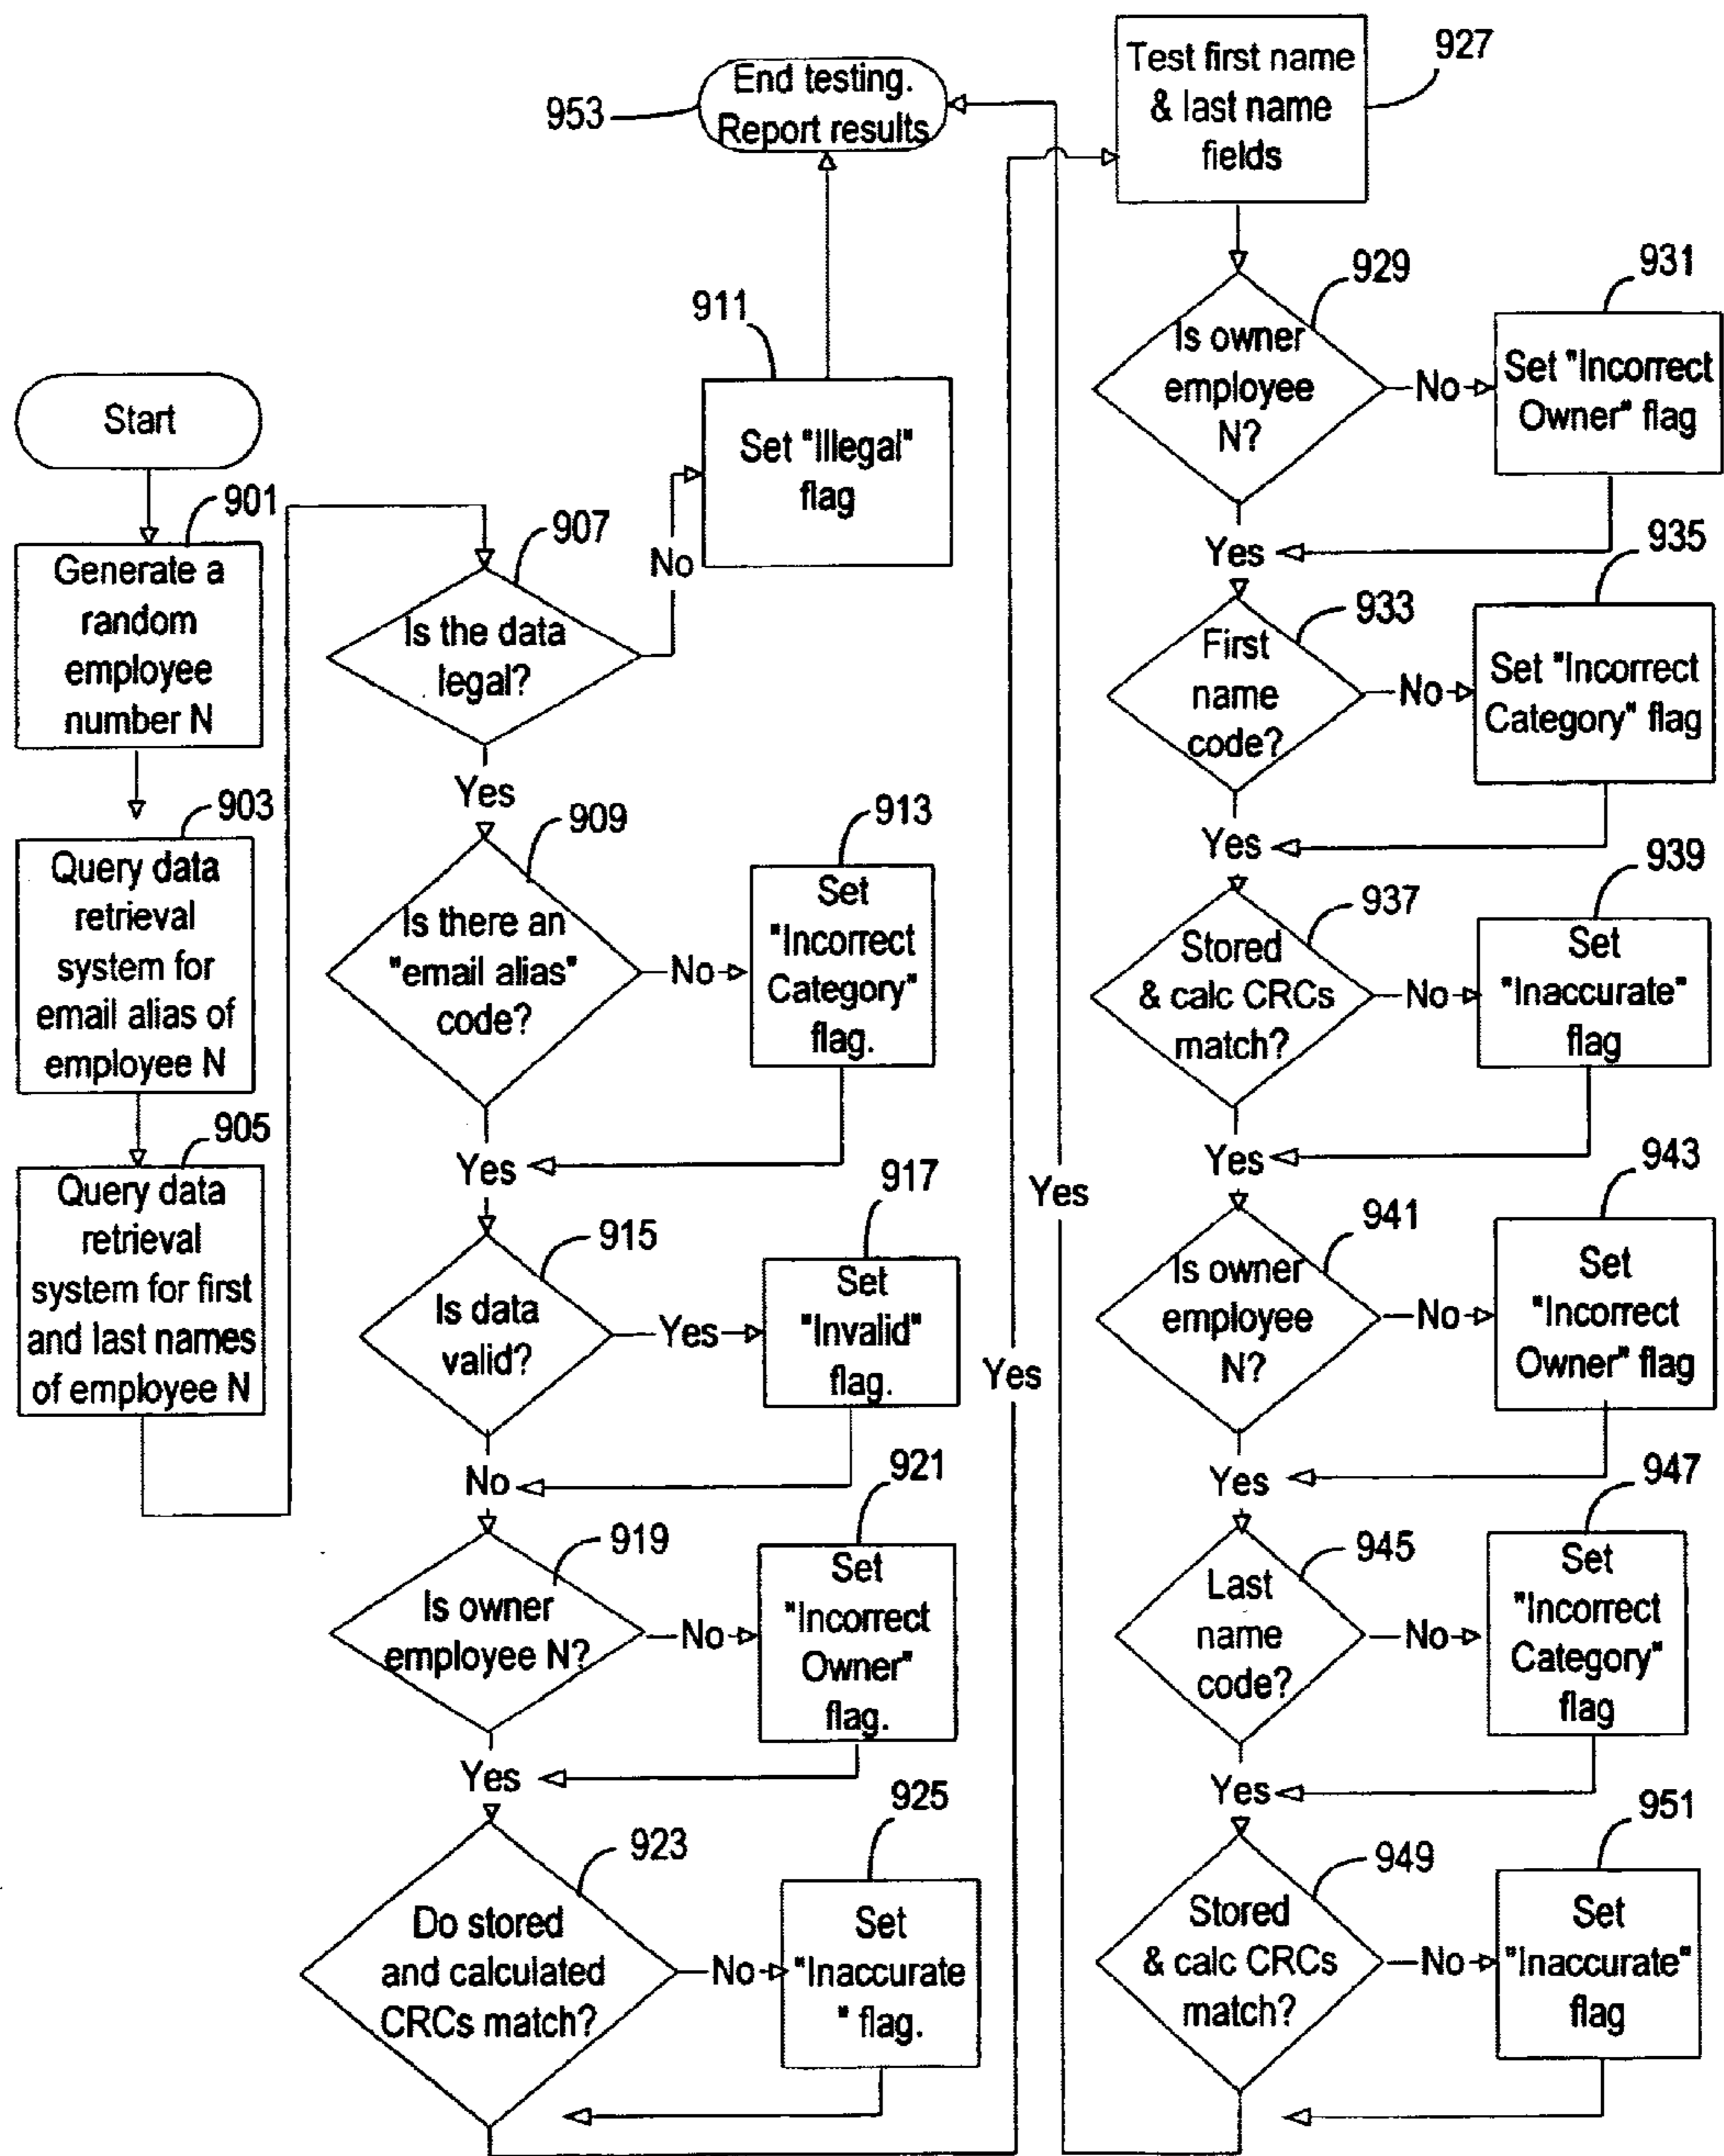 Start
901
Generate a
random
employee
number N
903
Query data
retrieval
system for
email alias of
employee N
905
Query data
retrieval
system for first
and last names
of employee N
953
End testing.
Report results
911
Set "Illegal"
flag
No
907
Is the data
legal?
Yes
909
Is there an
"email alias"
code?
No
913
Set
"Incorrect
Category"
flag.
Yes
915
Is data
valid?
Yes
917
Set
"Invalid"
flag.
No
919
Is owner
employee N?
No
921
Set
"Incorrect
Owner"
flag.
Yes
923
Do stored
and calculated
CRCs match?
No
925
Set
"Inaccurate
" flag.
Yes
Yes
927
Test first name
& last name
fields
929
Is owner
employee
N?
No
931
Set "Incorrect
Owner" flag
Yes
933
First
name
code?
No
935
Set "Incorrect
Category" flag
Yes
937
Stored
& calc CRCs
match?
No
939
Set
"Inaccurate"
flag
Yes
941
Is owner
employee
N?
No
943
Set
"Incorrect
Owner" flag
Yes
945
Last
name
code?
No
947
Set
"Incorrect
Category"
flag
Yes
949
Stored
& calc CRCs
match?
No
951
Set
"Inaccurate"
flag